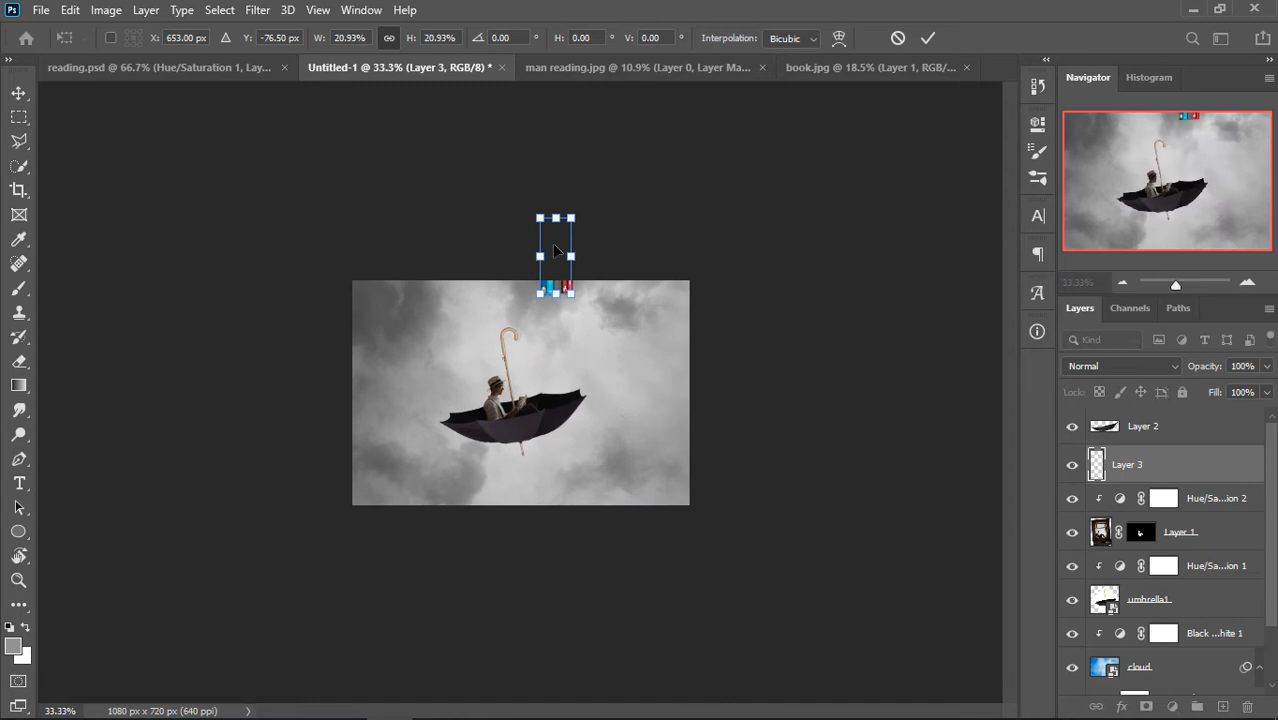 Ps File Edit Image Layer Type Select Filter 3D View Window Help
X: 653.00 px Y: -76.50 px W: 20.93% H: 20.93% 0.00 ° H: 0.00 ° V: 0.00 ° Interpolation: Bicubic
reading.psd @ 66.7% (Hue/Saturation 1, Lay... × Untitled-1 @ 33.3% (Layer 3, RGB/8) * × man reading.jpg @ 10.9% (Layer 0, Layer Ma... × book.jpg @ 18.5% (Layer 1, RGB/... ×
Navigator Histogram
33.33%
Layers Channels Paths
Kind
Normal Opacity: 100%
Lock: Fill: 100%
Layer 2
Layer 3
Hue/Sa...ion 2
Layer 1
Hue/Sa...ion 1
umbrella1
Black ...hite 1
cloud
33.33% 1080 px x 720 px (640 ppi)